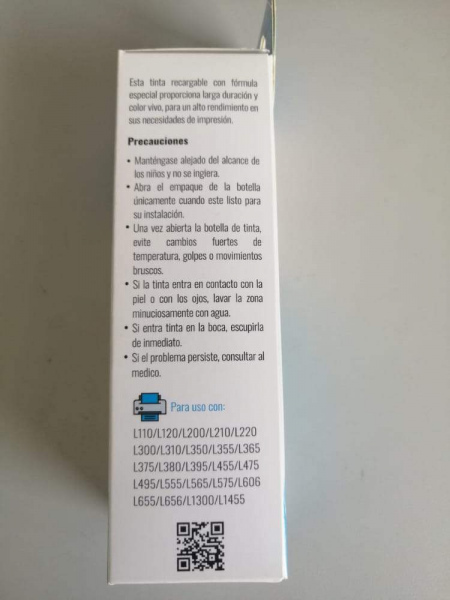 Esta tinta recargable con fórmula
especial proporciona larga duración y
color vivo, para un alto rendimiento en
sus necesidades de impresión.
Precauciones
• Manténgase alejado del alcance de
los niños y no se ingiera.
• Abra el empaque de la botella
únicamente cuando este listo para
su instalación.
• Una vez abierta la botella de tinta,
evite cambios fuertes de
temperatura, golpes o movimientos
bruscos.
• Si la tinta entra en contacto con la
piel o con los ojos, lavar la zona
minuciosamente con agua.
• Si entra tinta en la boca, escupirla
de inmediato.
• Si el problema persiste, consultar al
medico.
Para uso con:
L110/L120/L200/L210/L220
L300/L310/L350/L355/L365
L375/L380/L395/L455/L475
L495/L555/L565/L575/L606
L655/L656/L1300/L1455